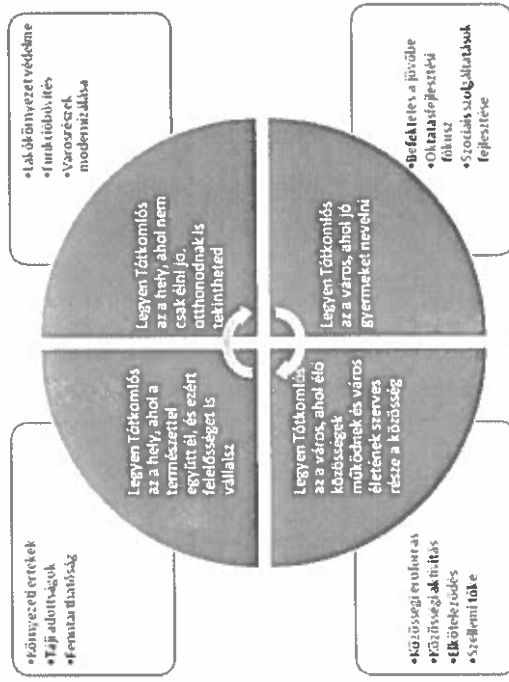 •Környezeti értékek
•Táji adottságok
•Fenntarthatóság
•Lakókörnyezet védelme
•Funkcióbővítés
•Városrészek
modernizálása
Legyen Tótkomlós
az a hely, ahol a
természettel
együtt él, és ezért
felelősséget is
vállalsz
Legyen Tótkomlós
az a hely, ahol nem
csak élni jó,
otthonodnak is
tekintheted
Legyen Tótkomlós
az a város, ahol élő
közösségek
működnek és város
életének szerves
része a közösség
Legyen Tótkomlós
az a város, ahol jó
gyermeket nevelni
•Közösségi erőforrás
•Közösségi aktivitás
•Elköteleződés
•Szellemi tőke
•Befektetés a jövőbe
•Oktatásfejlesztési
fókusz
•Szociális szolgáltatások
fejlesztése